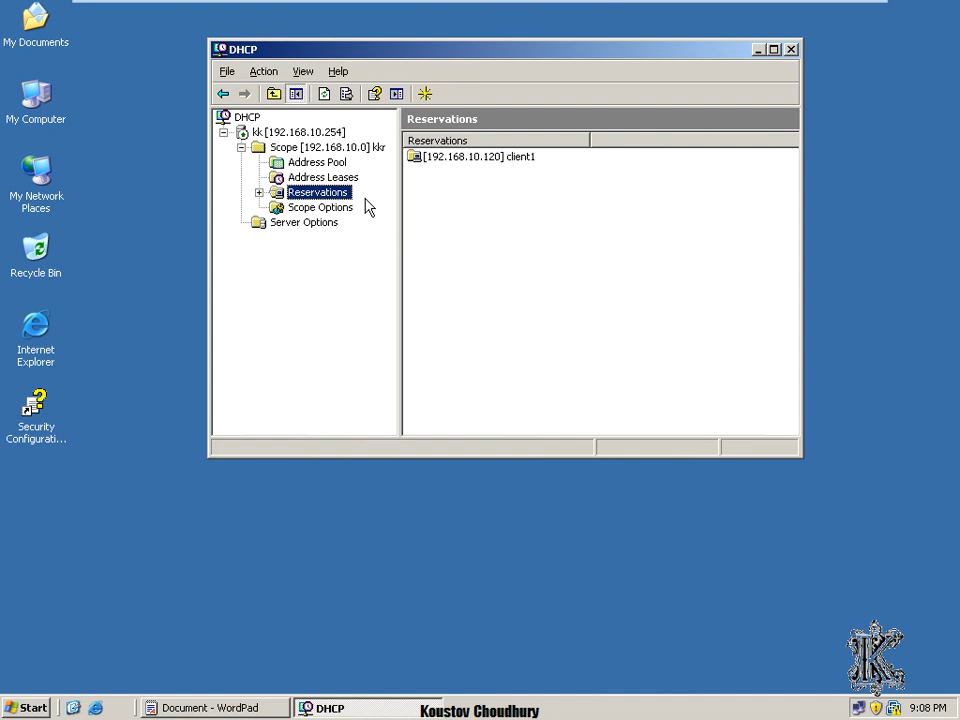 My Documents
My Computer
My Network
Places
Recycle Bin
Internet
Explorer
Security
Configurati...
DHCP
File Action View Help
DHCP
kk [192.168.10.254]
Scope [192.168.10.0] kkr
Address Pool
Address Leases
Reservations
Scope Options
Server Options
Reservations
Reservations
[192.168.10.120] client1
K
Start
Document - WordPad
DHCP
Koustov Choudhury
9:08 PM